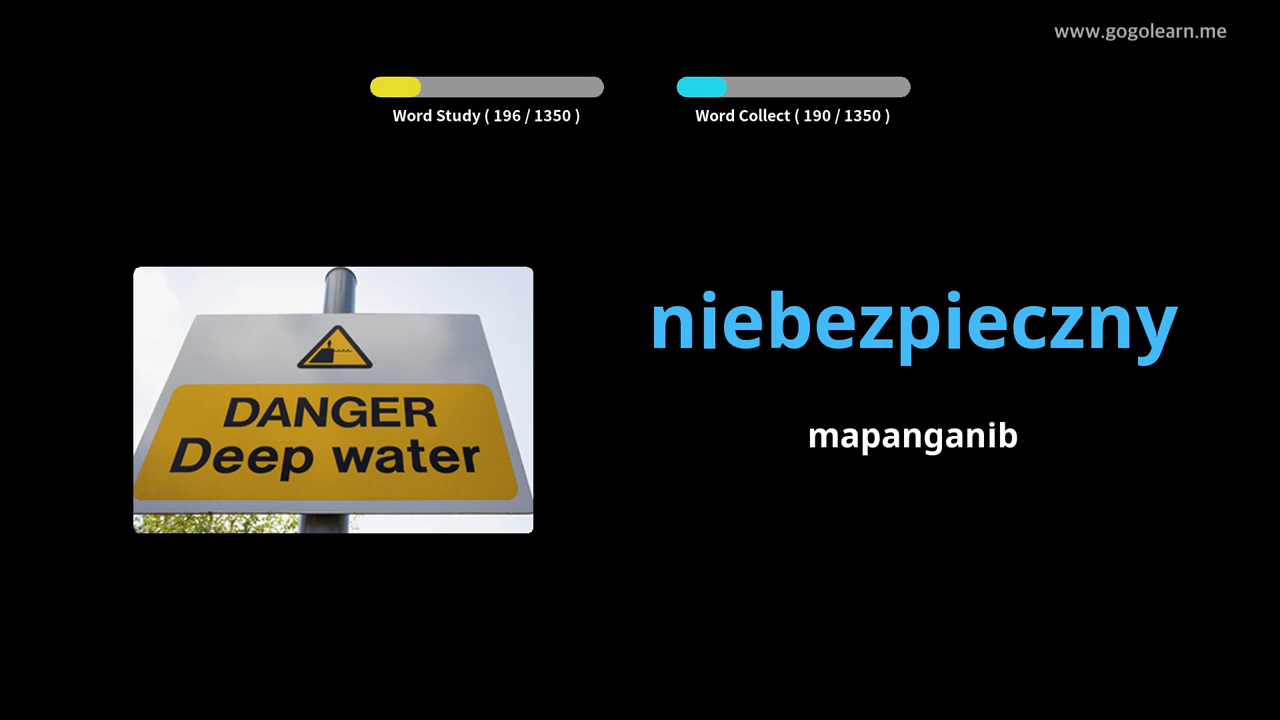 www.gogolearn.me
Word Study ( 196 / 1350 )
Word Collect ( 190 / 1350 )
DANGER
Deep water
niebezpieczny
mapanganib